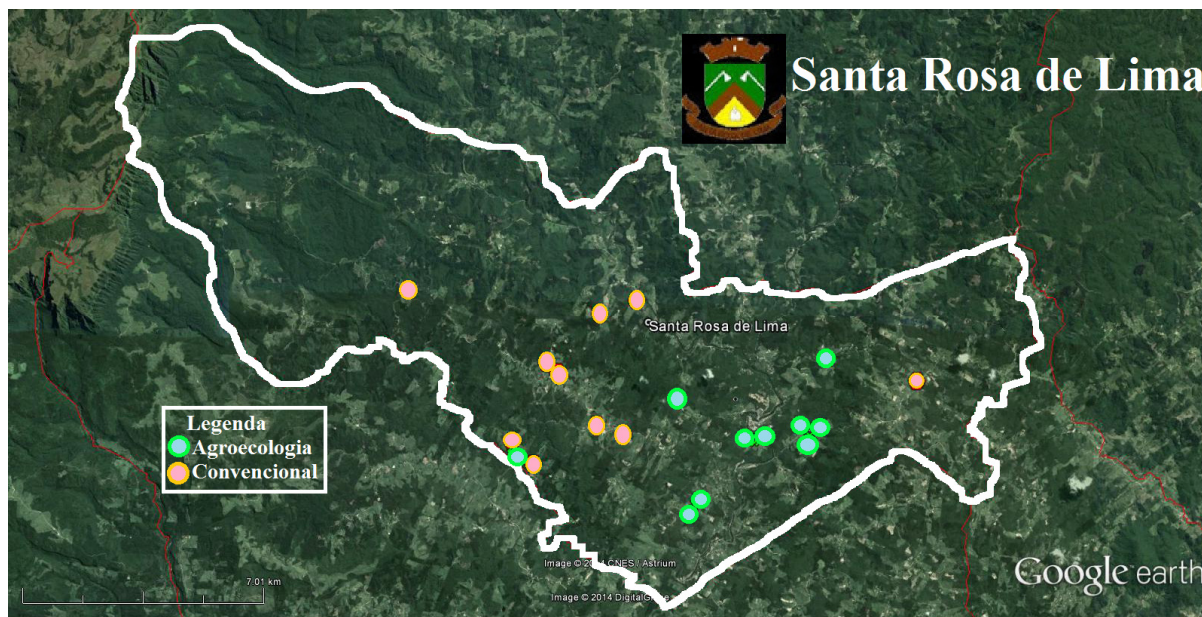 Santa Rosa de Lima
Santa Rosa de Lima
Legenda
Agroecologia
Convencional
Image © 2014 CNES / Astrium
7.01 km
Image © 2014 DigitalGlobe
Google earth